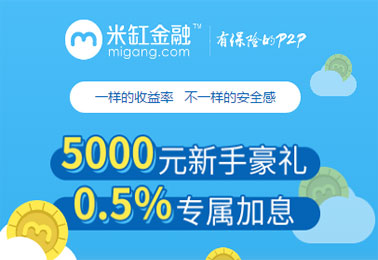 米缸金融™ 有保险的P2P
migang.com
一样的收益率 不一样的安全感
5000元新手豪礼
0.5%专属加息